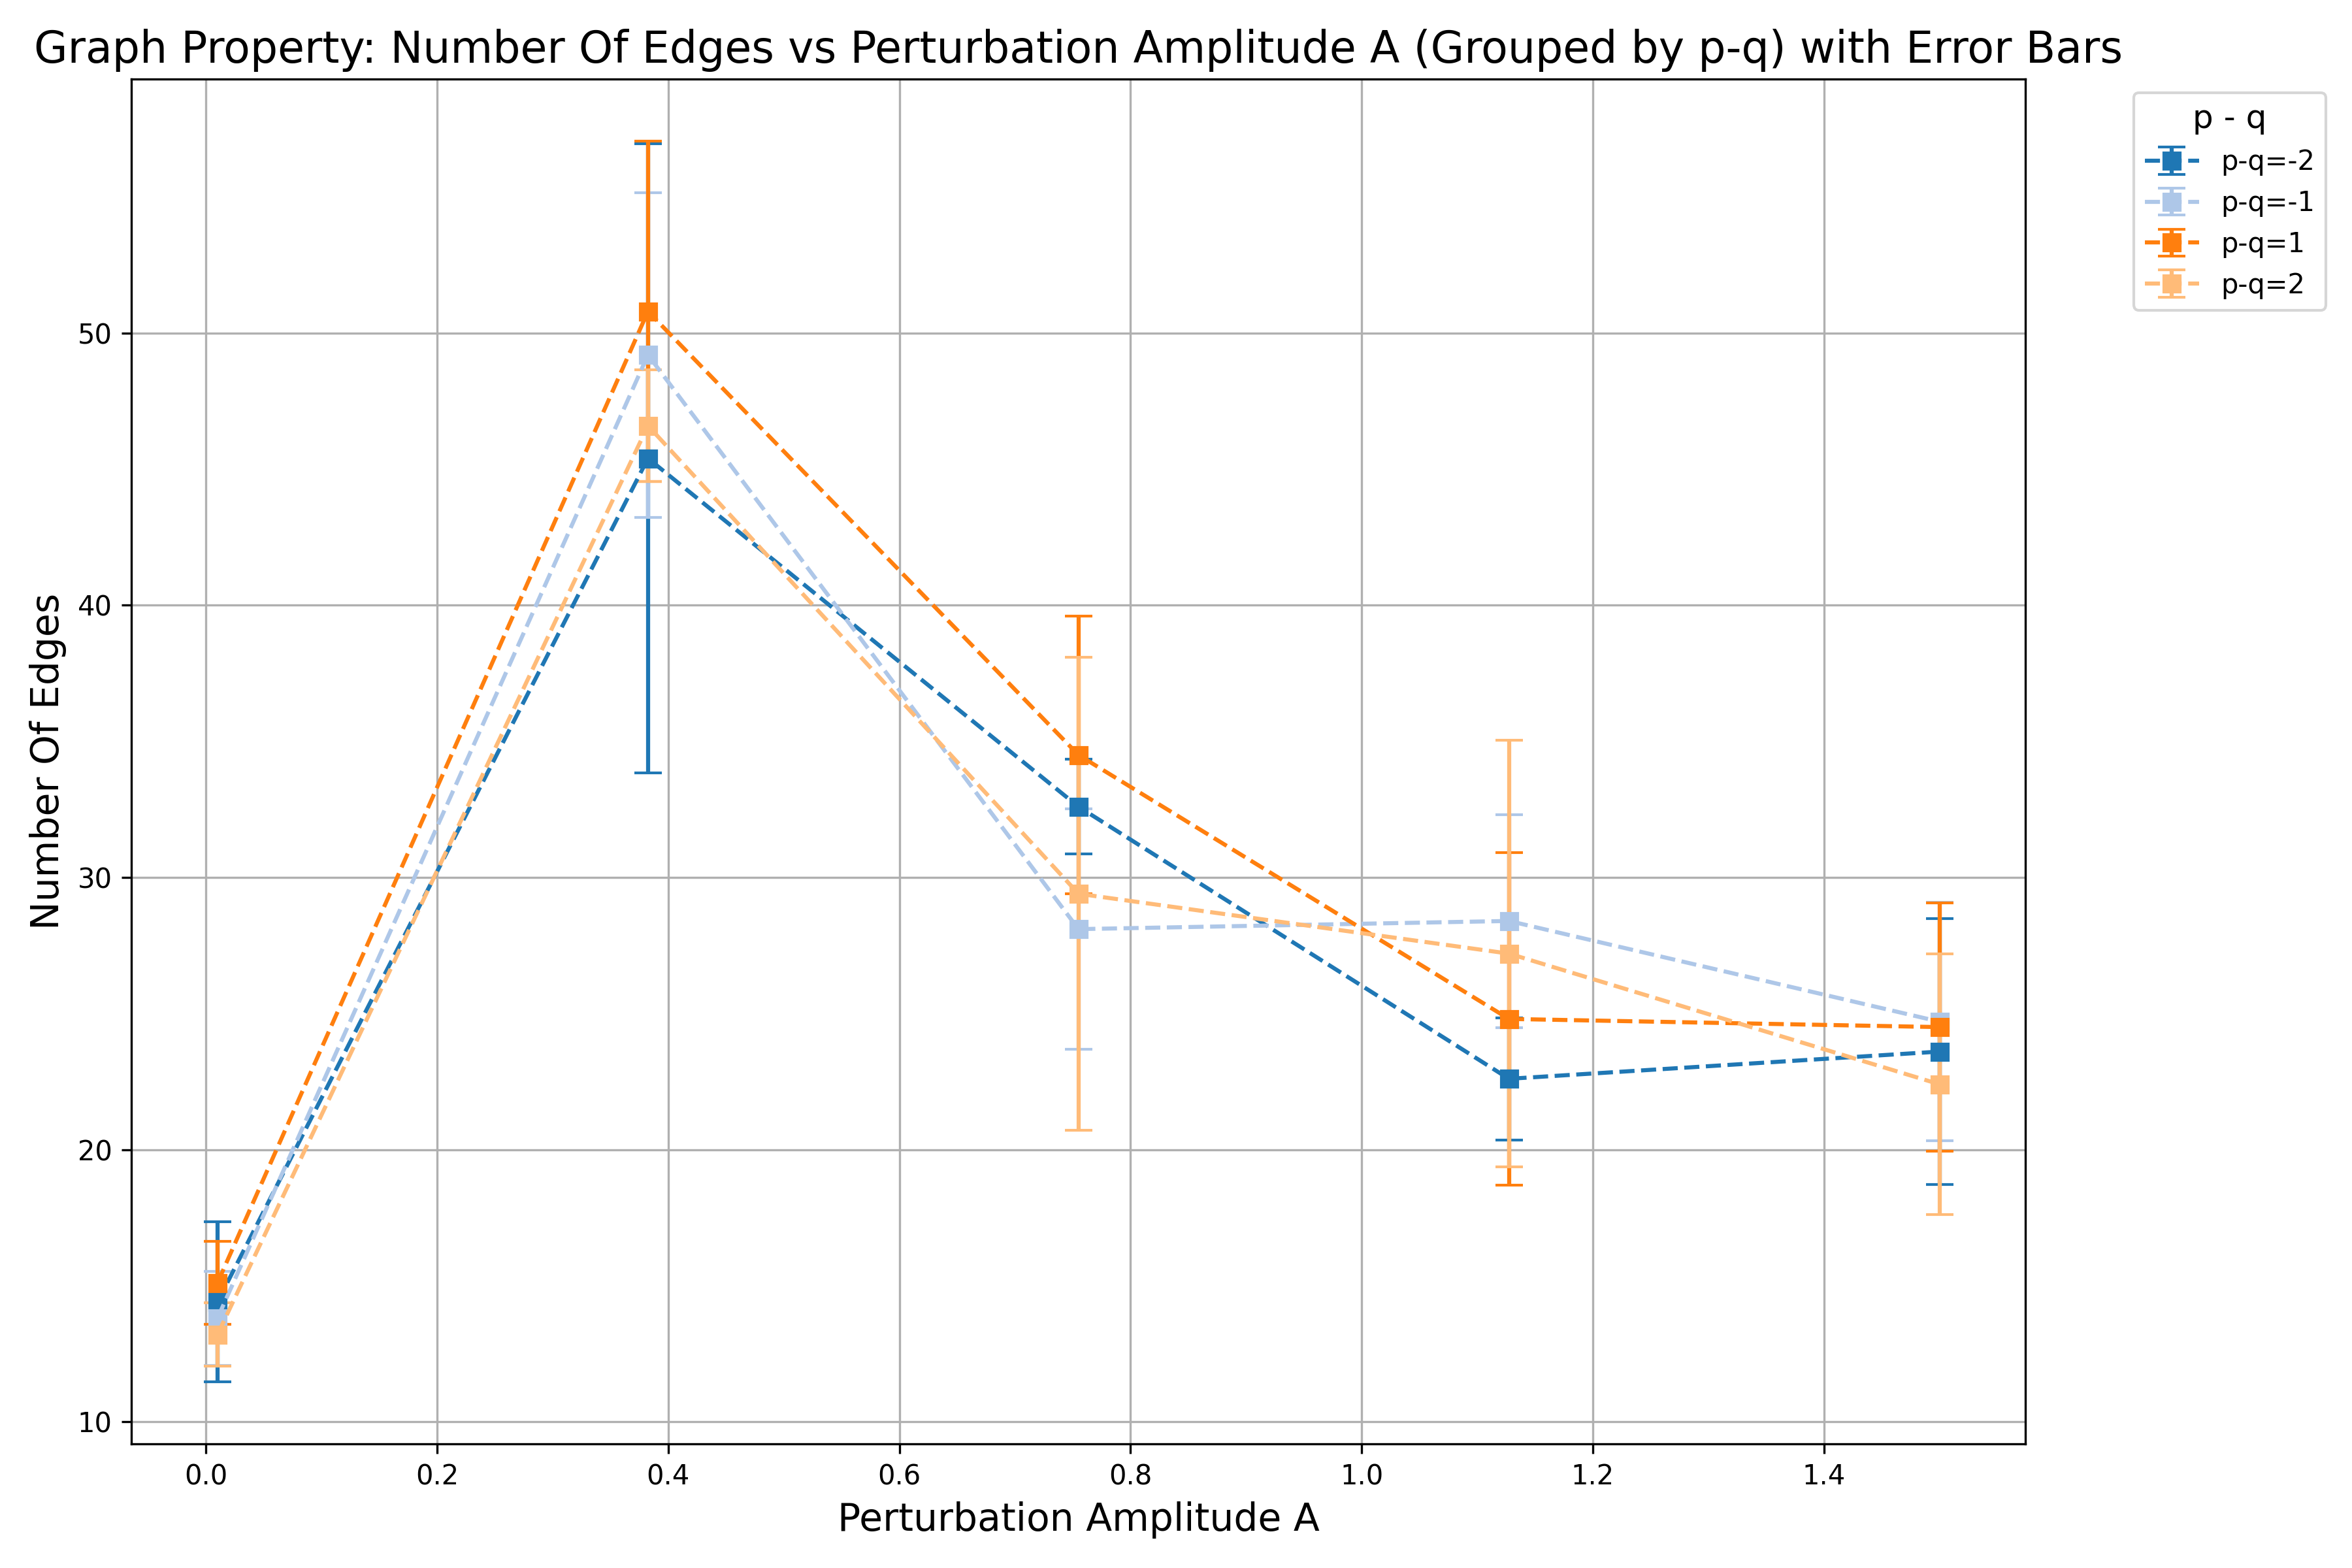 Graph Property: Number Of Edges vs Perturbation Amplitude A (Grouped by p-q) with Error Bars
p - q
p-q=-2
p-q=-1
p-q=1
p-q=2
Number Of Edges
50
40
30
20
10
0.0 0.2 0.4 0.6 0.8 1.0 1.2 1.4
Perturbation Amplitude A